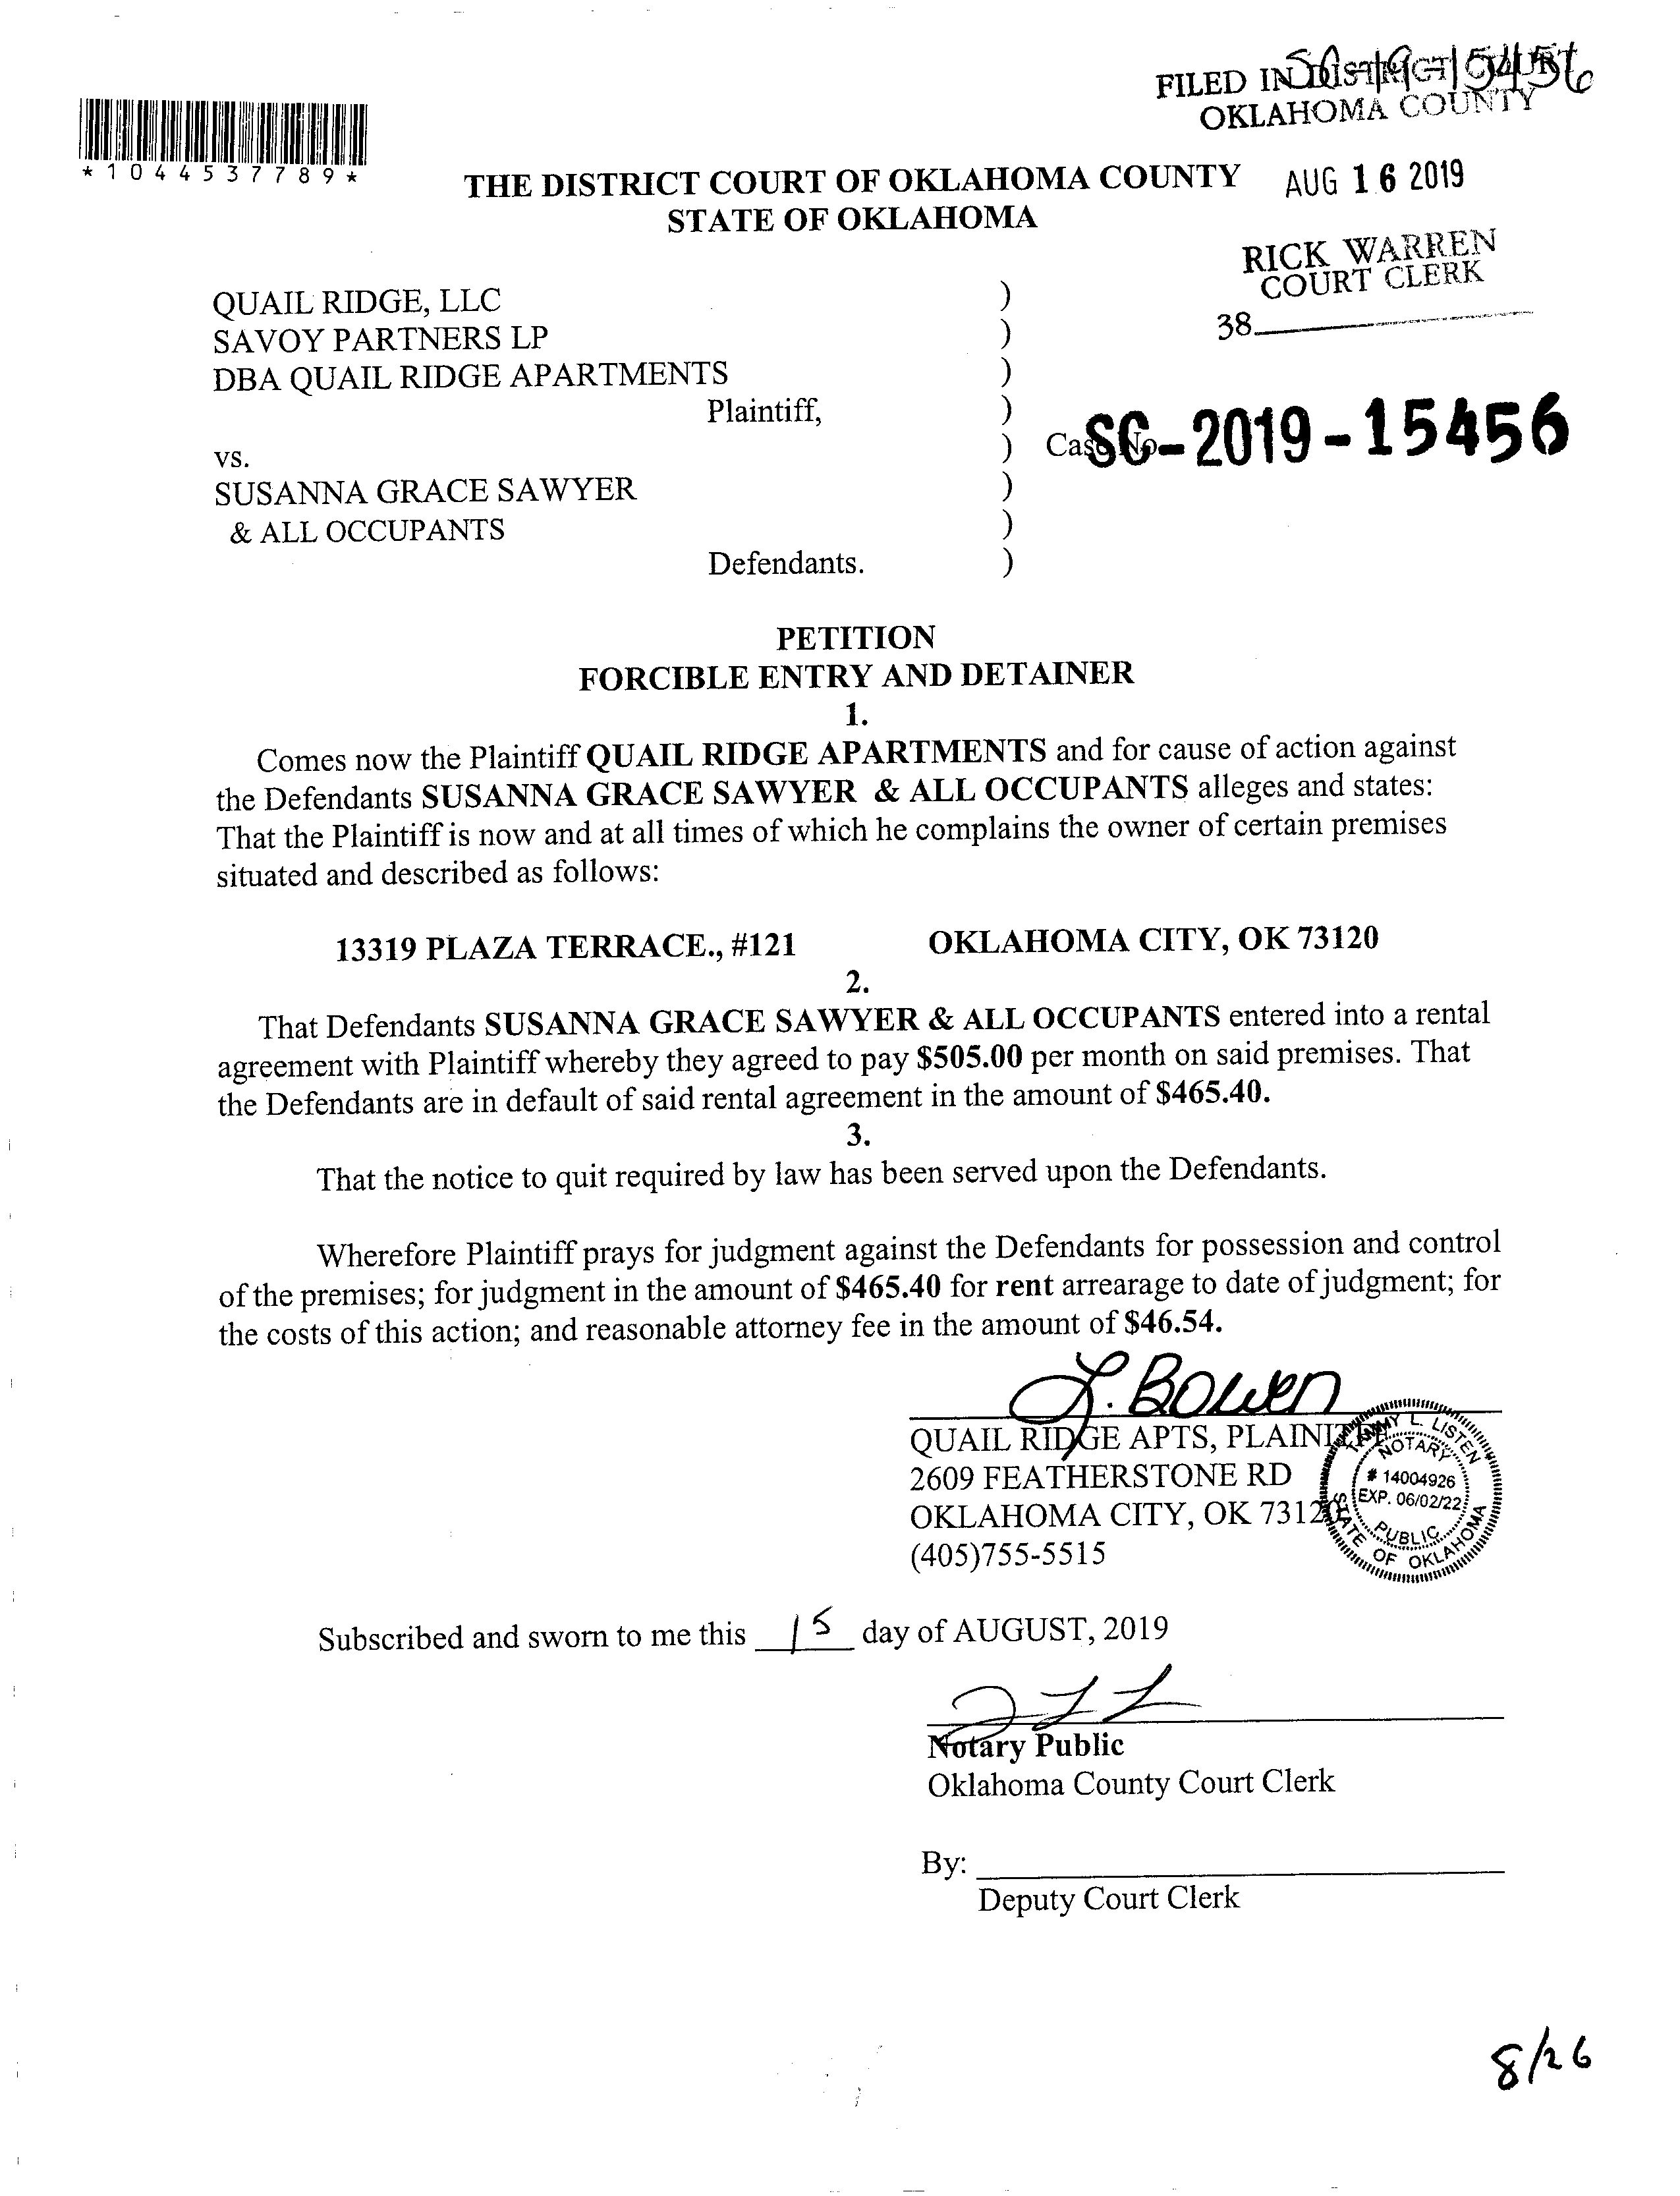 SC-19-15456
FILED IN DISTRICT COURT
OKLAHOMA COUNTY
*1044537789*
THE DISTRICT COURT OF OKLAHOMA COUNTY
AUG 16 2019
STATE OF OKLAHOMA
RICK WARREN
COURT CLERK
38
QUAIL RIDGE, LLC )
SAVOY PARTNERS LP )
DBA QUAIL RIDGE APARTMENTS )
Plaintiff, )
) Case No. SC-2019-15456
vs.
SUSANNA GRACE SAWYER )
& ALL OCCUPANTS )
Defendants. )
PETITION
FORCIBLE ENTRY AND DETAINER
1.
Comes now the Plaintiff QUAIL RIDGE APARTMENTS and for cause of action against
the Defendants SUSANNA GRACE SAWYER & ALL OCCUPANTS alleges and states:
That the Plaintiff is now and at all times of which he complains the owner of certain premises
situated and described as follows:
13319 PLAZA TERRACE., #121 OKLAHOMA CITY, OK 73120
2.
That Defendants SUSANNA GRACE SAWYER & ALL OCCUPANTS entered into a rental
agreement with Plaintiff whereby they agreed to pay $505.00 per month on said premises. That
the Defendants are in default of said rental agreement in the amount of $465.40.
3.
That the notice to quit required by law has been served upon the Defendants.
Wherefore Plaintiff prays for judgment against the Defendants for possession and control
of the premises; for judgment in the amount of $465.40 for rent arrearage to date of judgment; for
the costs of this action; and reasonable attorney fee in the amount of $46.54.
L. Bowen
QUAIL RIDGE APTS, PLAINITFF
2609 FEATHERSTONE RD
OKLAHOMA CITY, OK 73120
(405)755-5515
TAMMY L. LISTEN
NOTARY
# 14004926
EXP. 06/02/22
PUBLIC
STATE OF OKLAHOMA
Subscribed and sworn to me this 15 day of AUGUST, 2019
Notary Public
Oklahoma County Court Clerk
By:
Deputy Court Clerk
8/26